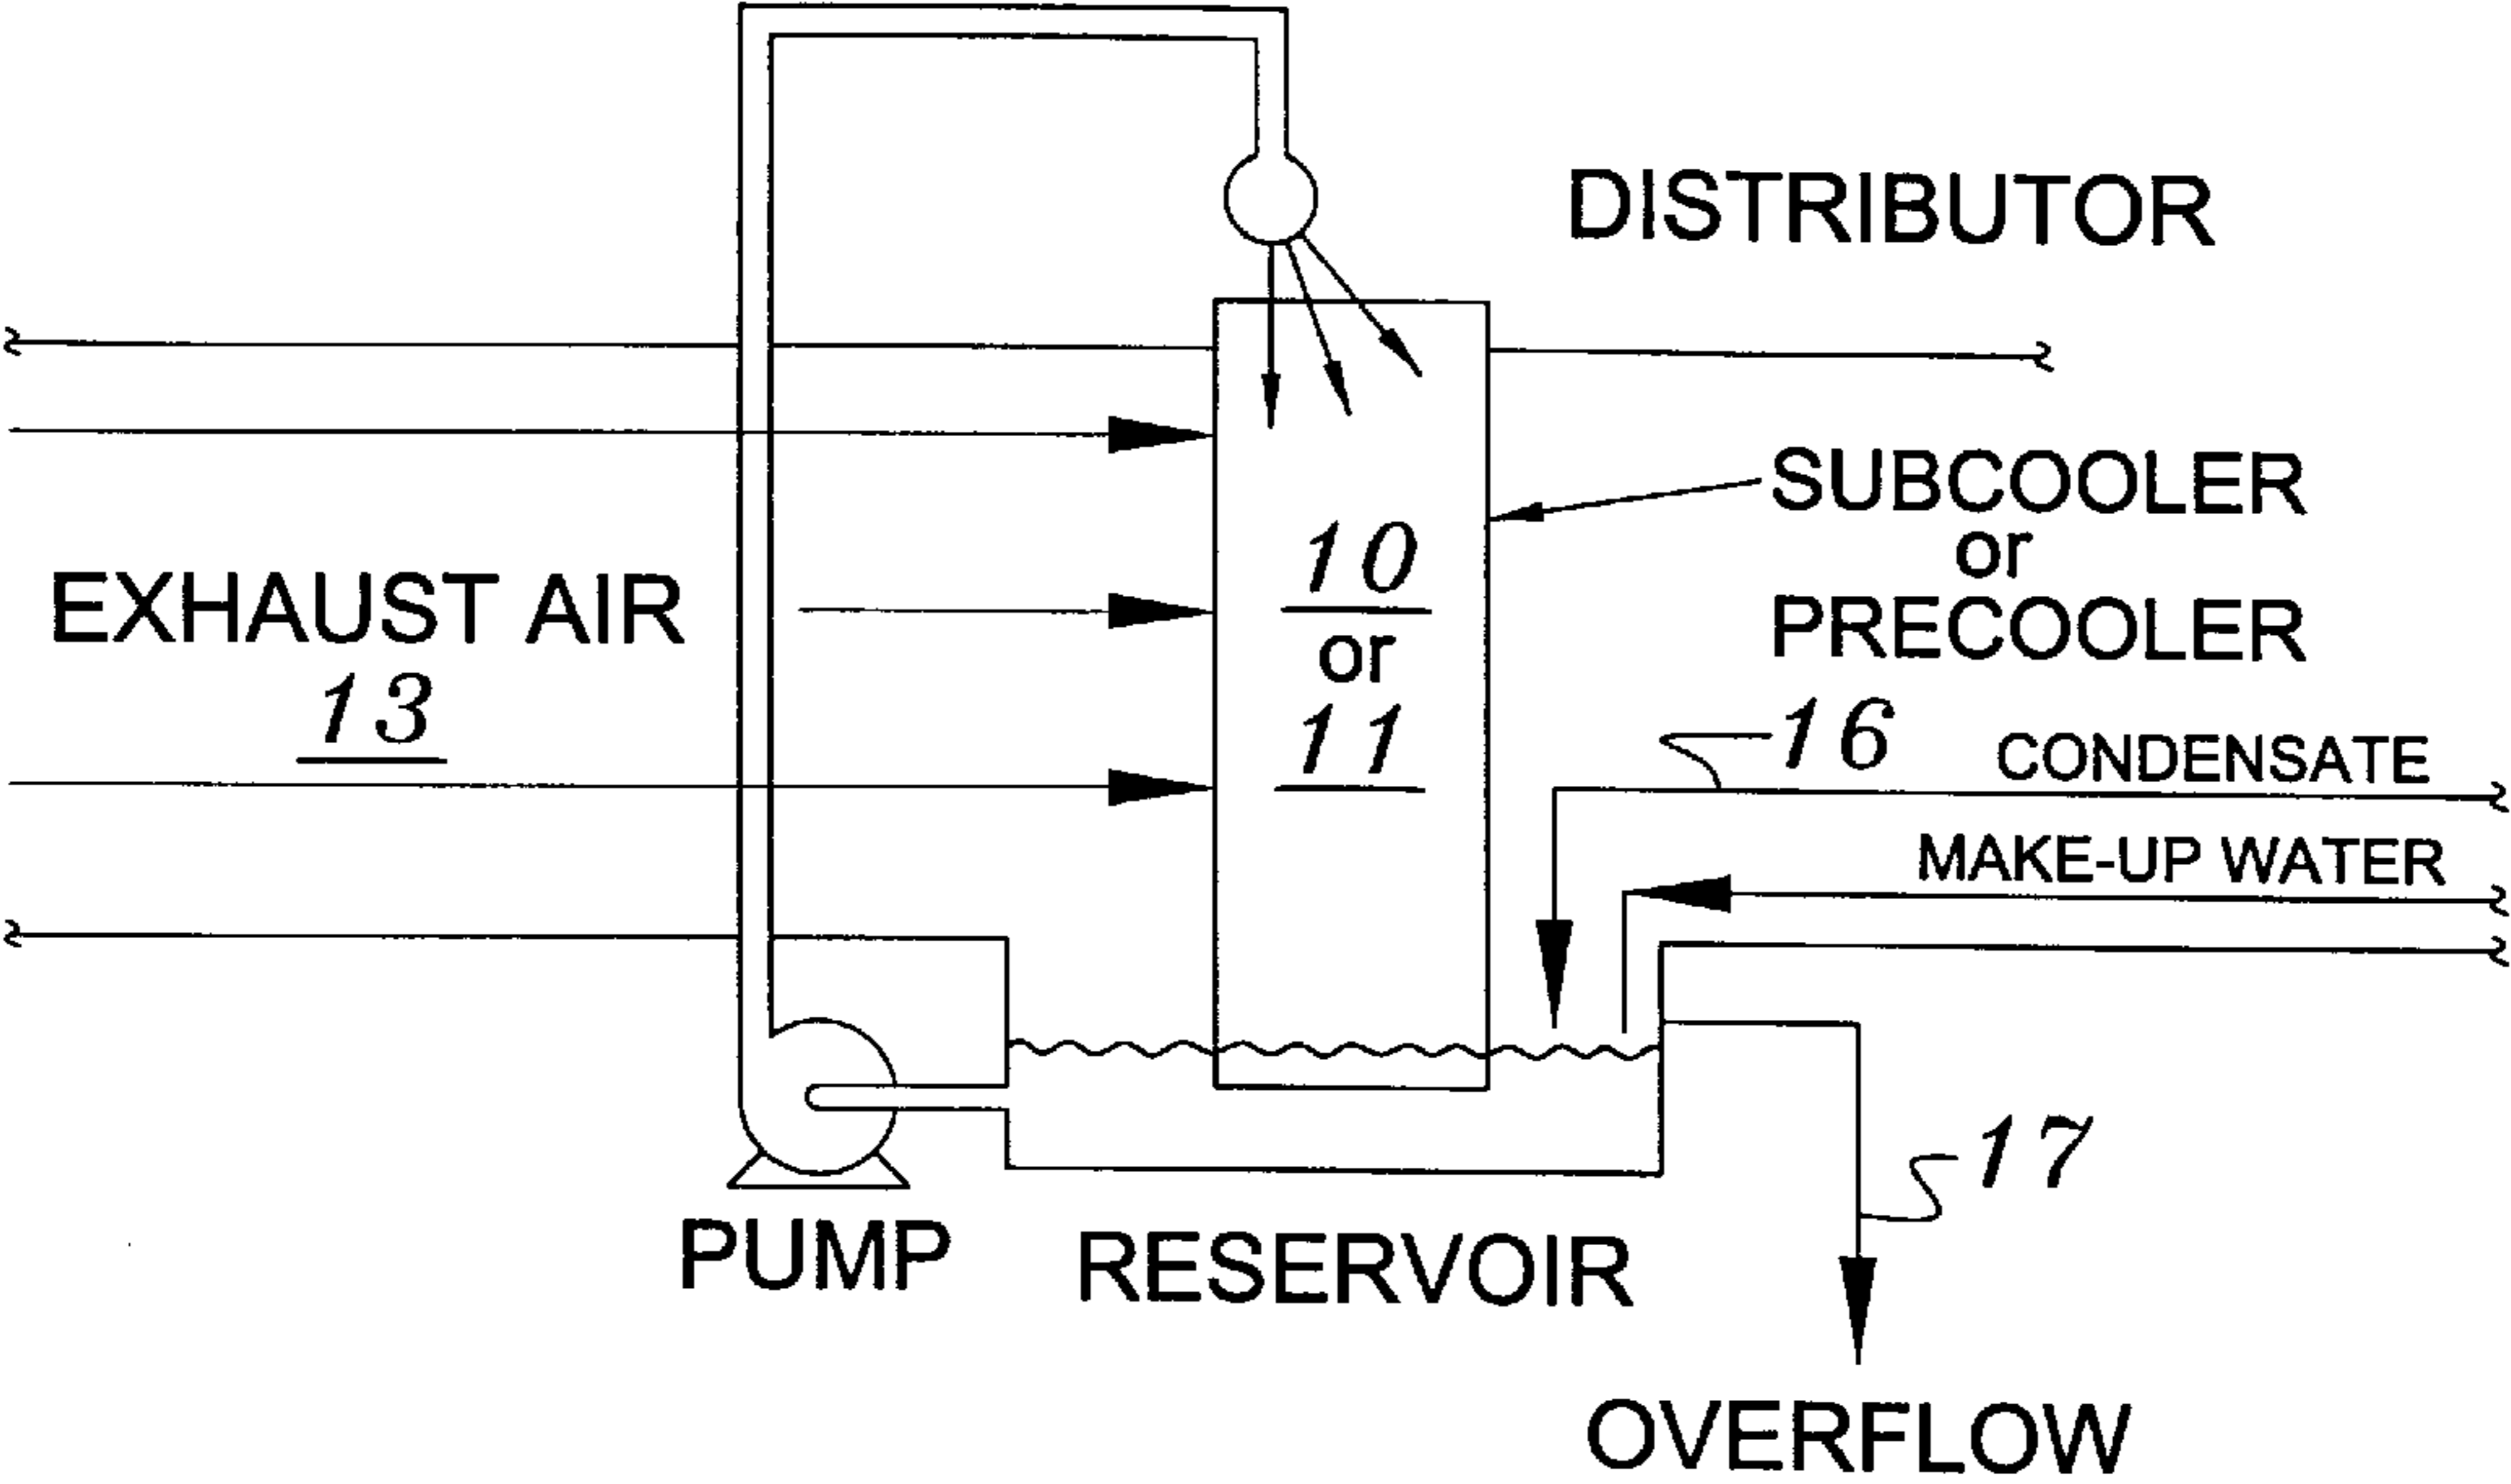 DISTRIBUTOR
SUBCOOLER
or
PRECOOLER
EXHAUST AIR
13
10
or
11
16
CONDENSATE
MAKE-UP WATER
17
PUMP
RESERVOIR
OVERFLOW